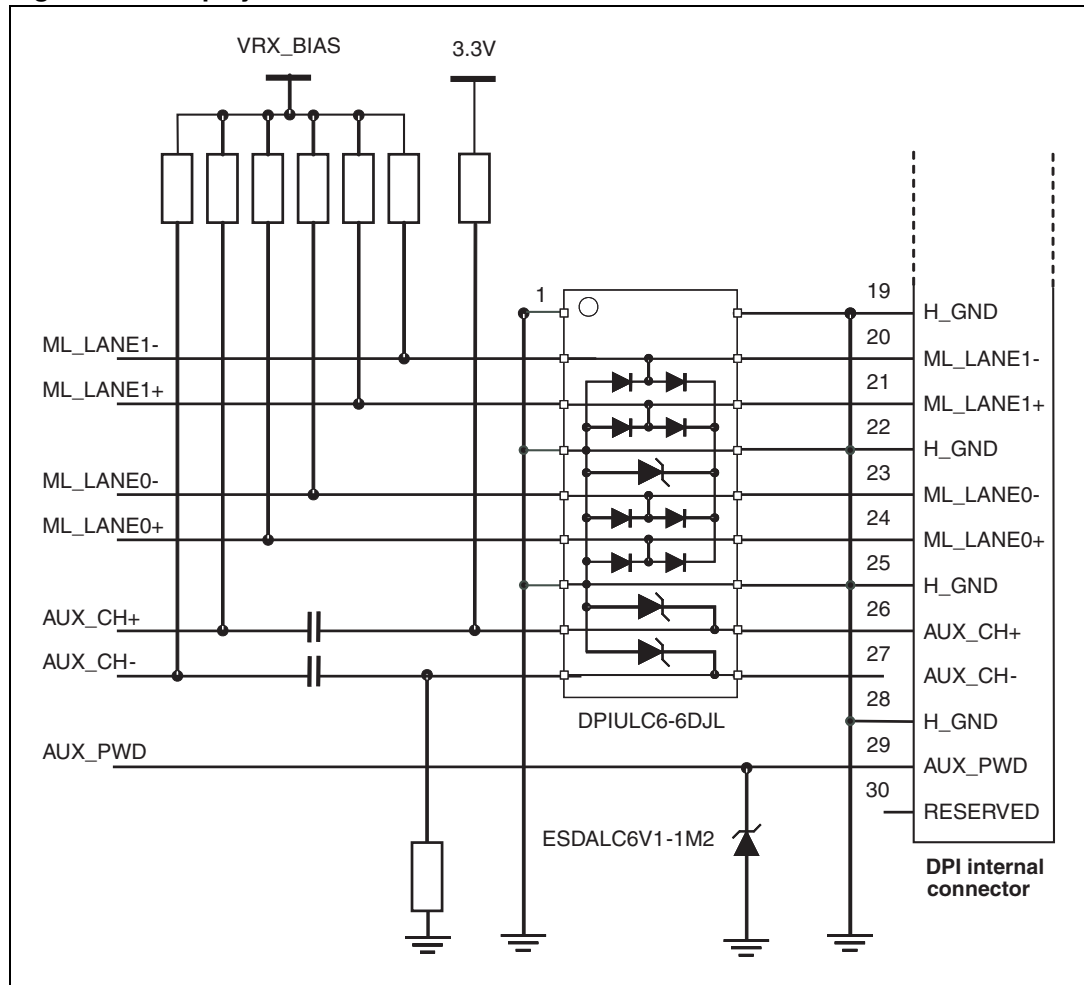 VRX_BIAS
3.3V
1
19
H_GND
20
ML_LANE1-
ML_LANE1-
21
ML_LANE1+
ML_LANE1+
22
H_GND
23
ML_LANE0-
ML_LANE0-
24
ML_LANE0+
ML_LANE0+
25
H_GND
26
AUX_CH+
AUX_CH+
27
AUX_CH-
AUX_CH-
28
DPIULC6-6DJL
H_GND
29
AUX_PWD
AUX_PWD
30
RESERVED
ESDALC6V1-1M2
DPI internal
connector